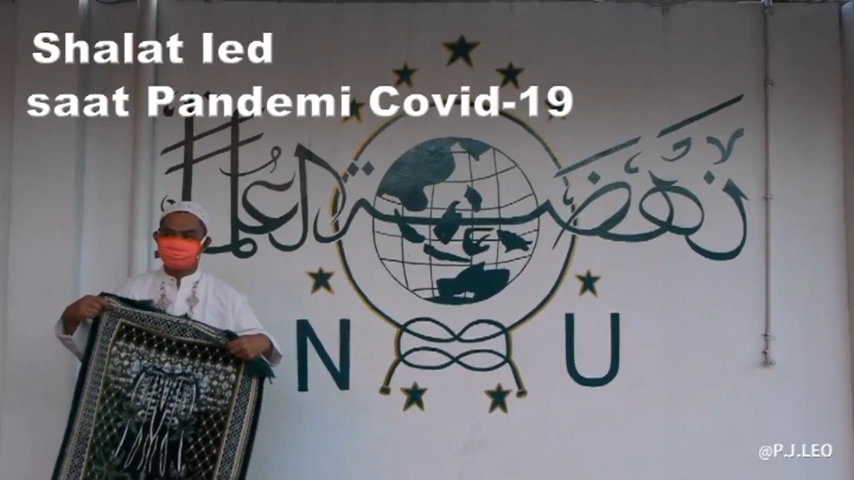 Shalat Ied
saat Pandemi Covid-19
نهضة العلماء
N U
@P.J.LEO